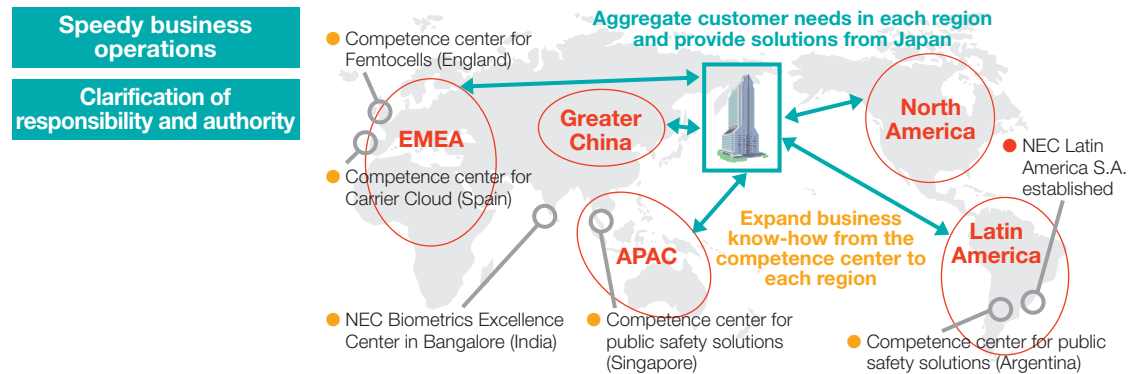 Speedy business
operations
Clarification of
responsibility and authority
Aggregate customer needs in each region
and provide solutions from Japan
Competence center for
Femtocells (England)
EMEA
Greater
China
North
America
NEC Latin
America S.A.
established
Competence center for
Carrier Cloud (Spain)
Expand business
know-how from the
competence center to
each region
APAC
Latin
America
NEC Biometrics Excellence
Center in Bangalore (India)
Competence center for
public safety solutions
(Singapore)
Competence center for public
safety solutions (Argentina)